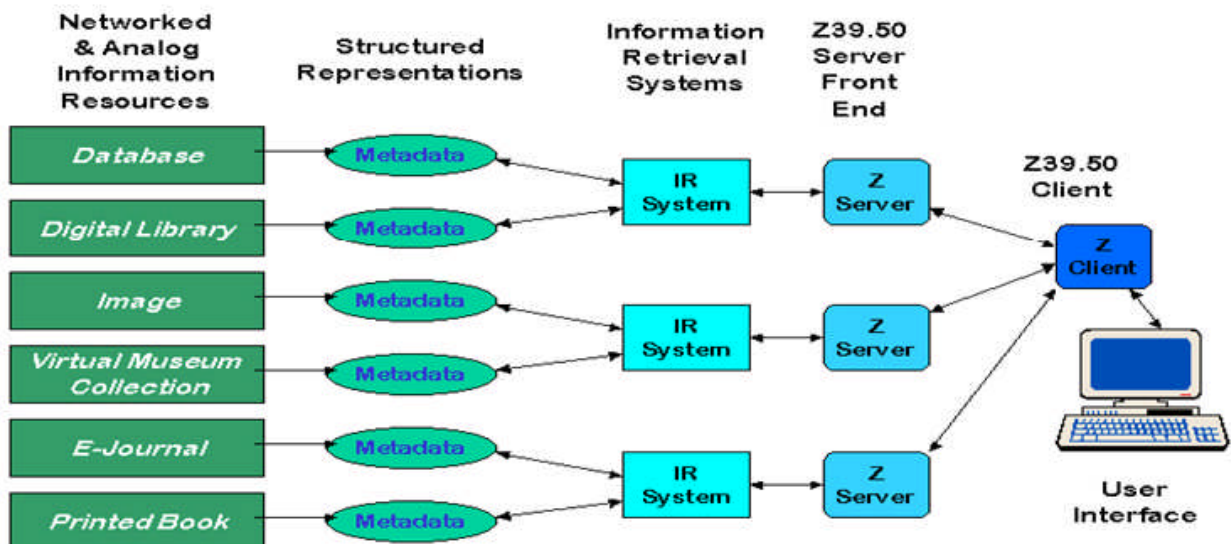 Networked
& Analog
Information
Resources
Structured
Representations
Information
Retrieval
Systems
Z39.50
Server
Front
End
Database
Metadata
Digital Library
Metadata
IR
System
Z
Server
Z39.50
Client
Z
Client
Image
Metadata
Virtual Museum
Collection
Metadata
IR
System
Z
Server
E-Journal
Metadata
Printed Book
Metadata
IR
System
Z
Server
User
Interface